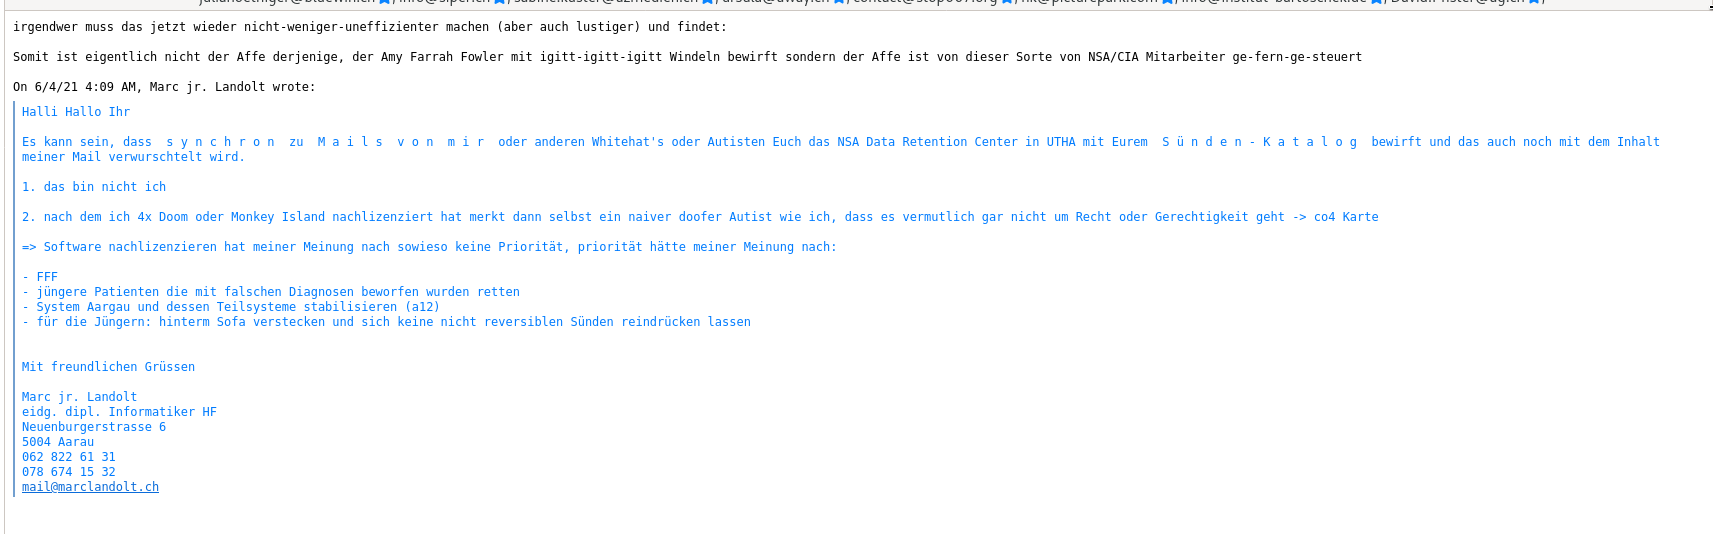 irgendwer muss das jetzt wieder nicht-weniger-uneffizienter machen (aber auch lustiger) und findet:
Somit ist eigentlich nicht der Affe derjenige, der Amy Farrah Fowler mit igitt-igitt-igitt Windeln bewirft sondern der Affe ist von dieser Sorte von NSA/CIA Mitarbeiter ge-fern-ge-steuert
On 6/4/21 4:09 AM, Marc jr. Landolt wrote:
Halli Hallo Ihr
Es kann sein, dass  s y n c h r o n  zu  M a i l s  v o n  m i r  oder anderen Whitehat's oder Autisten Euch das NSA Data Retention Center in UTHA mit Eurem  S ü n d e n - K a t a l o g  bewirft und das auch noch mit dem Inhalt
meiner Mail verwurschtelt wird.
1. das bin nicht ich
2. nach dem ich 4x Doom oder Monkey Island nachlizenziert hat merkt dann selbst ein naiver doofer Autist wie ich, dass es vermutlich gar nicht um Recht oder Gerechtigkeit geht -> co4 Karte
=> Software nachlizenzieren hat meiner Meinung nach sowieso keine Priorität, priorität hätte meiner Meinung nach:
- FFF
- jüngere Patienten die mit falschen Diagnosen beworfen wurden retten
- System Aargau und dessen Teilsysteme stabilisieren (a12)
- für die Jüngern: hinterm Sofa verstecken und sich keine nicht reversiblen Sünden reindrücken lassen
Mit freundlichen Grüssen
Marc jr. Landolt
eidg. dipl. Informatiker HF
Neuenburgerstrasse 6
5004 Aarau
062 822 61 31
078 674 15 32
mail@marclandolt.ch